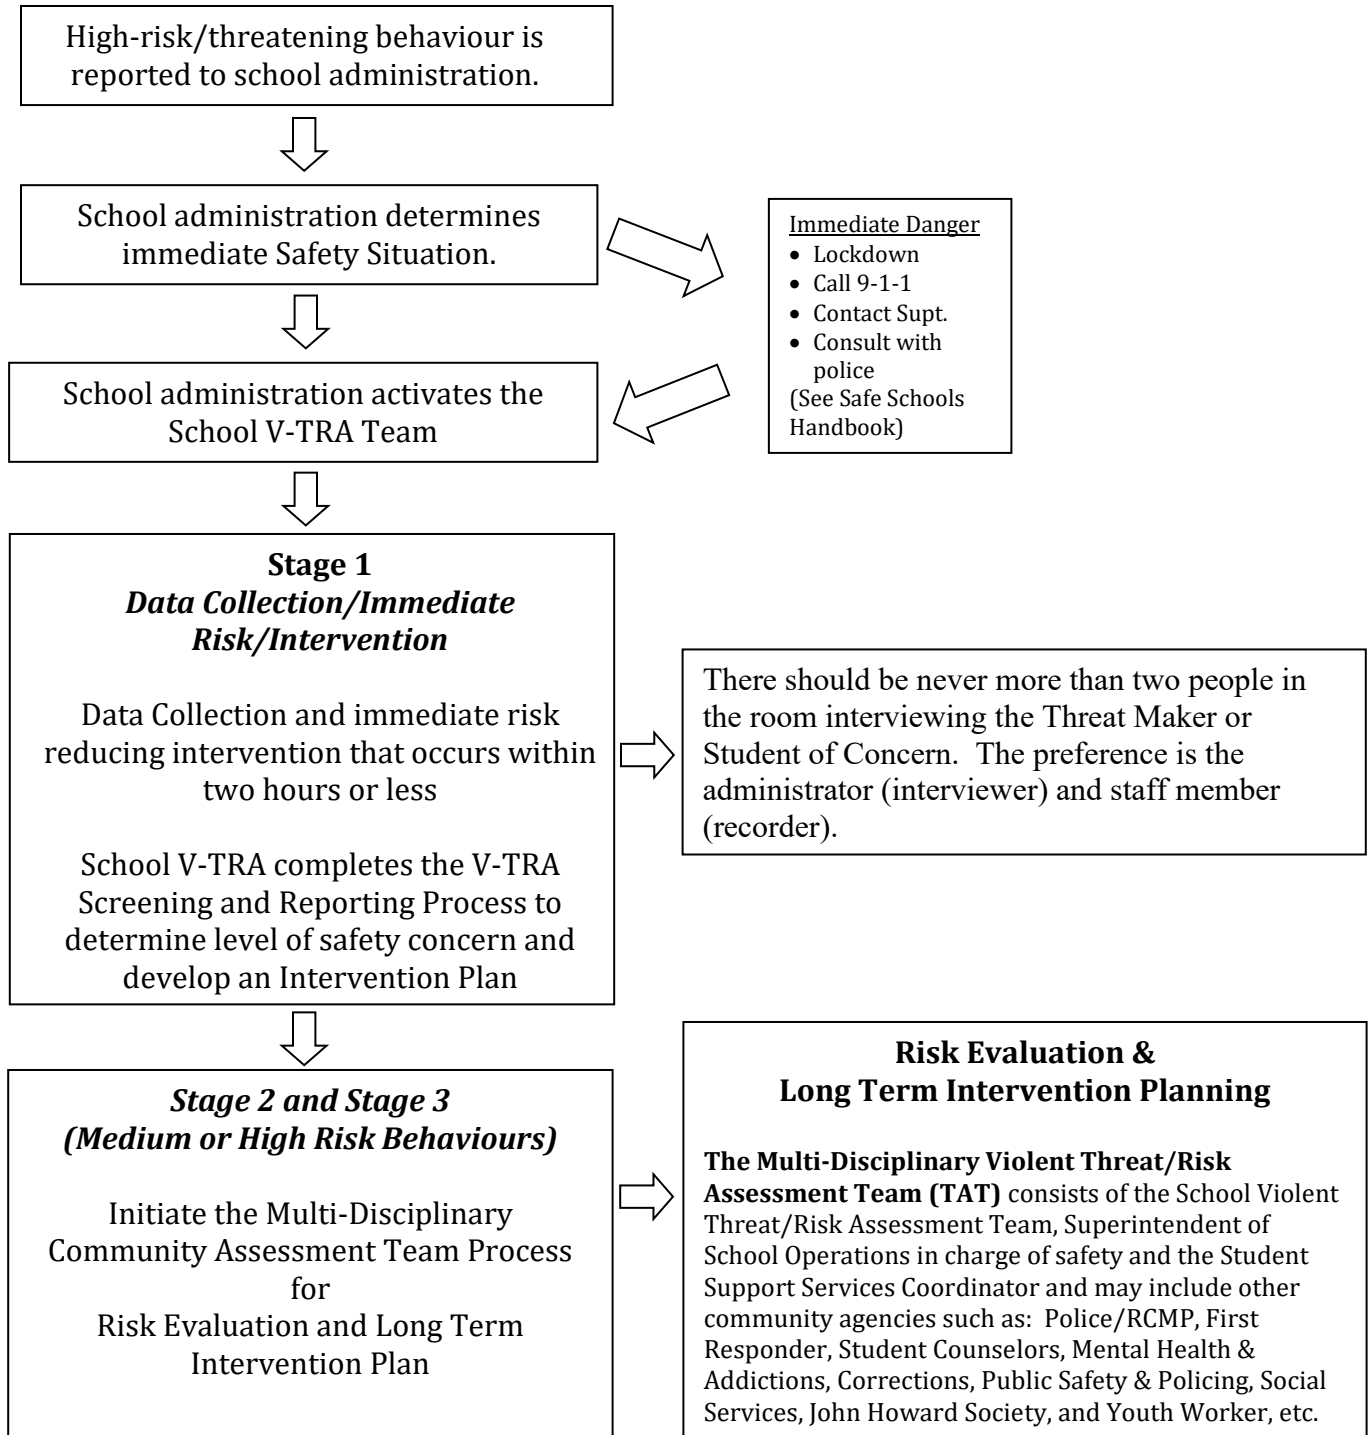 High-risk/threatening behaviour is
reported to school administration.
School administration determines
immediate Safety Situation.
Immediate Danger
• Lockdown
• Call 9-1-1
• Contact Supt.
• Consult with
police
(See Safe Schools
Handbook)
School administration activates the
School V-TRA Team
Stage 1
Data Collection/Immediate
Risk/Intervention
Data Collection and immediate risk
reducing intervention that occurs within
two hours or less
School V-TRA completes the V-TRA
Screening and Reporting Process to
determine level of safety concern and
develop an Intervention Plan
There should be never more than two people in
the room interviewing the Threat Maker or
Student of Concern.  The preference is the
administrator (interviewer) and staff member
(recorder).
Stage 2 and Stage 3
(Medium or High Risk Behaviours)
Initiate the Multi-Disciplinary
Community Assessment Team Process
for
Risk Evaluation and Long Term
Intervention Plan
Risk Evaluation &
Long Term Intervention Planning
The Multi-Disciplinary Violent Threat/Risk
Assessment Team (TAT) consists of the School Violent
Threat/Risk Assessment Team, Superintendent of
School Operations in charge of safety and the Student
Support Services Coordinator and may include other
community agencies such as:  Police/RCMP, First
Responder, Student Counselors, Mental Health &
Addictions, Corrections, Public Safety & Policing, Social
Services, John Howard Society, and Youth Worker, etc.